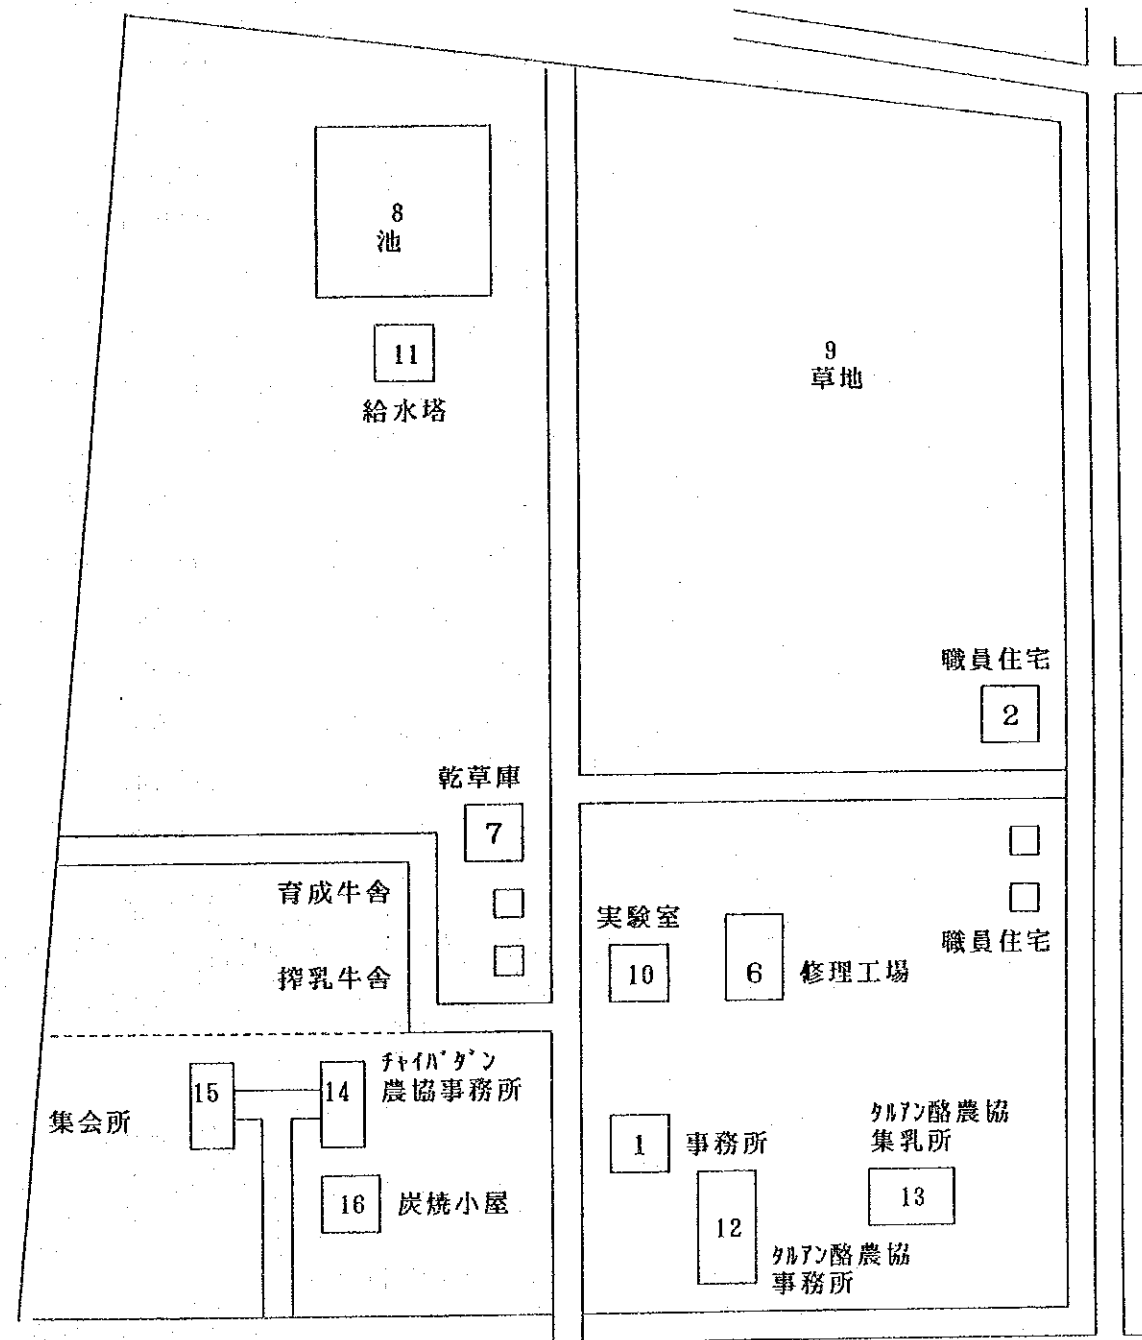 8
池
11
給水塔
9
草地
職員住宅
2
乾草庫
7
育成牛舎
搾乳牛舎
実験室
10
6
修理工場
職員住宅
チャイバダン
農協事務所
15
14
集会所
16
炭焼小屋
1
事務所
タルアン酪農協
集乳所
13
12
タルアン酪農協
事務所